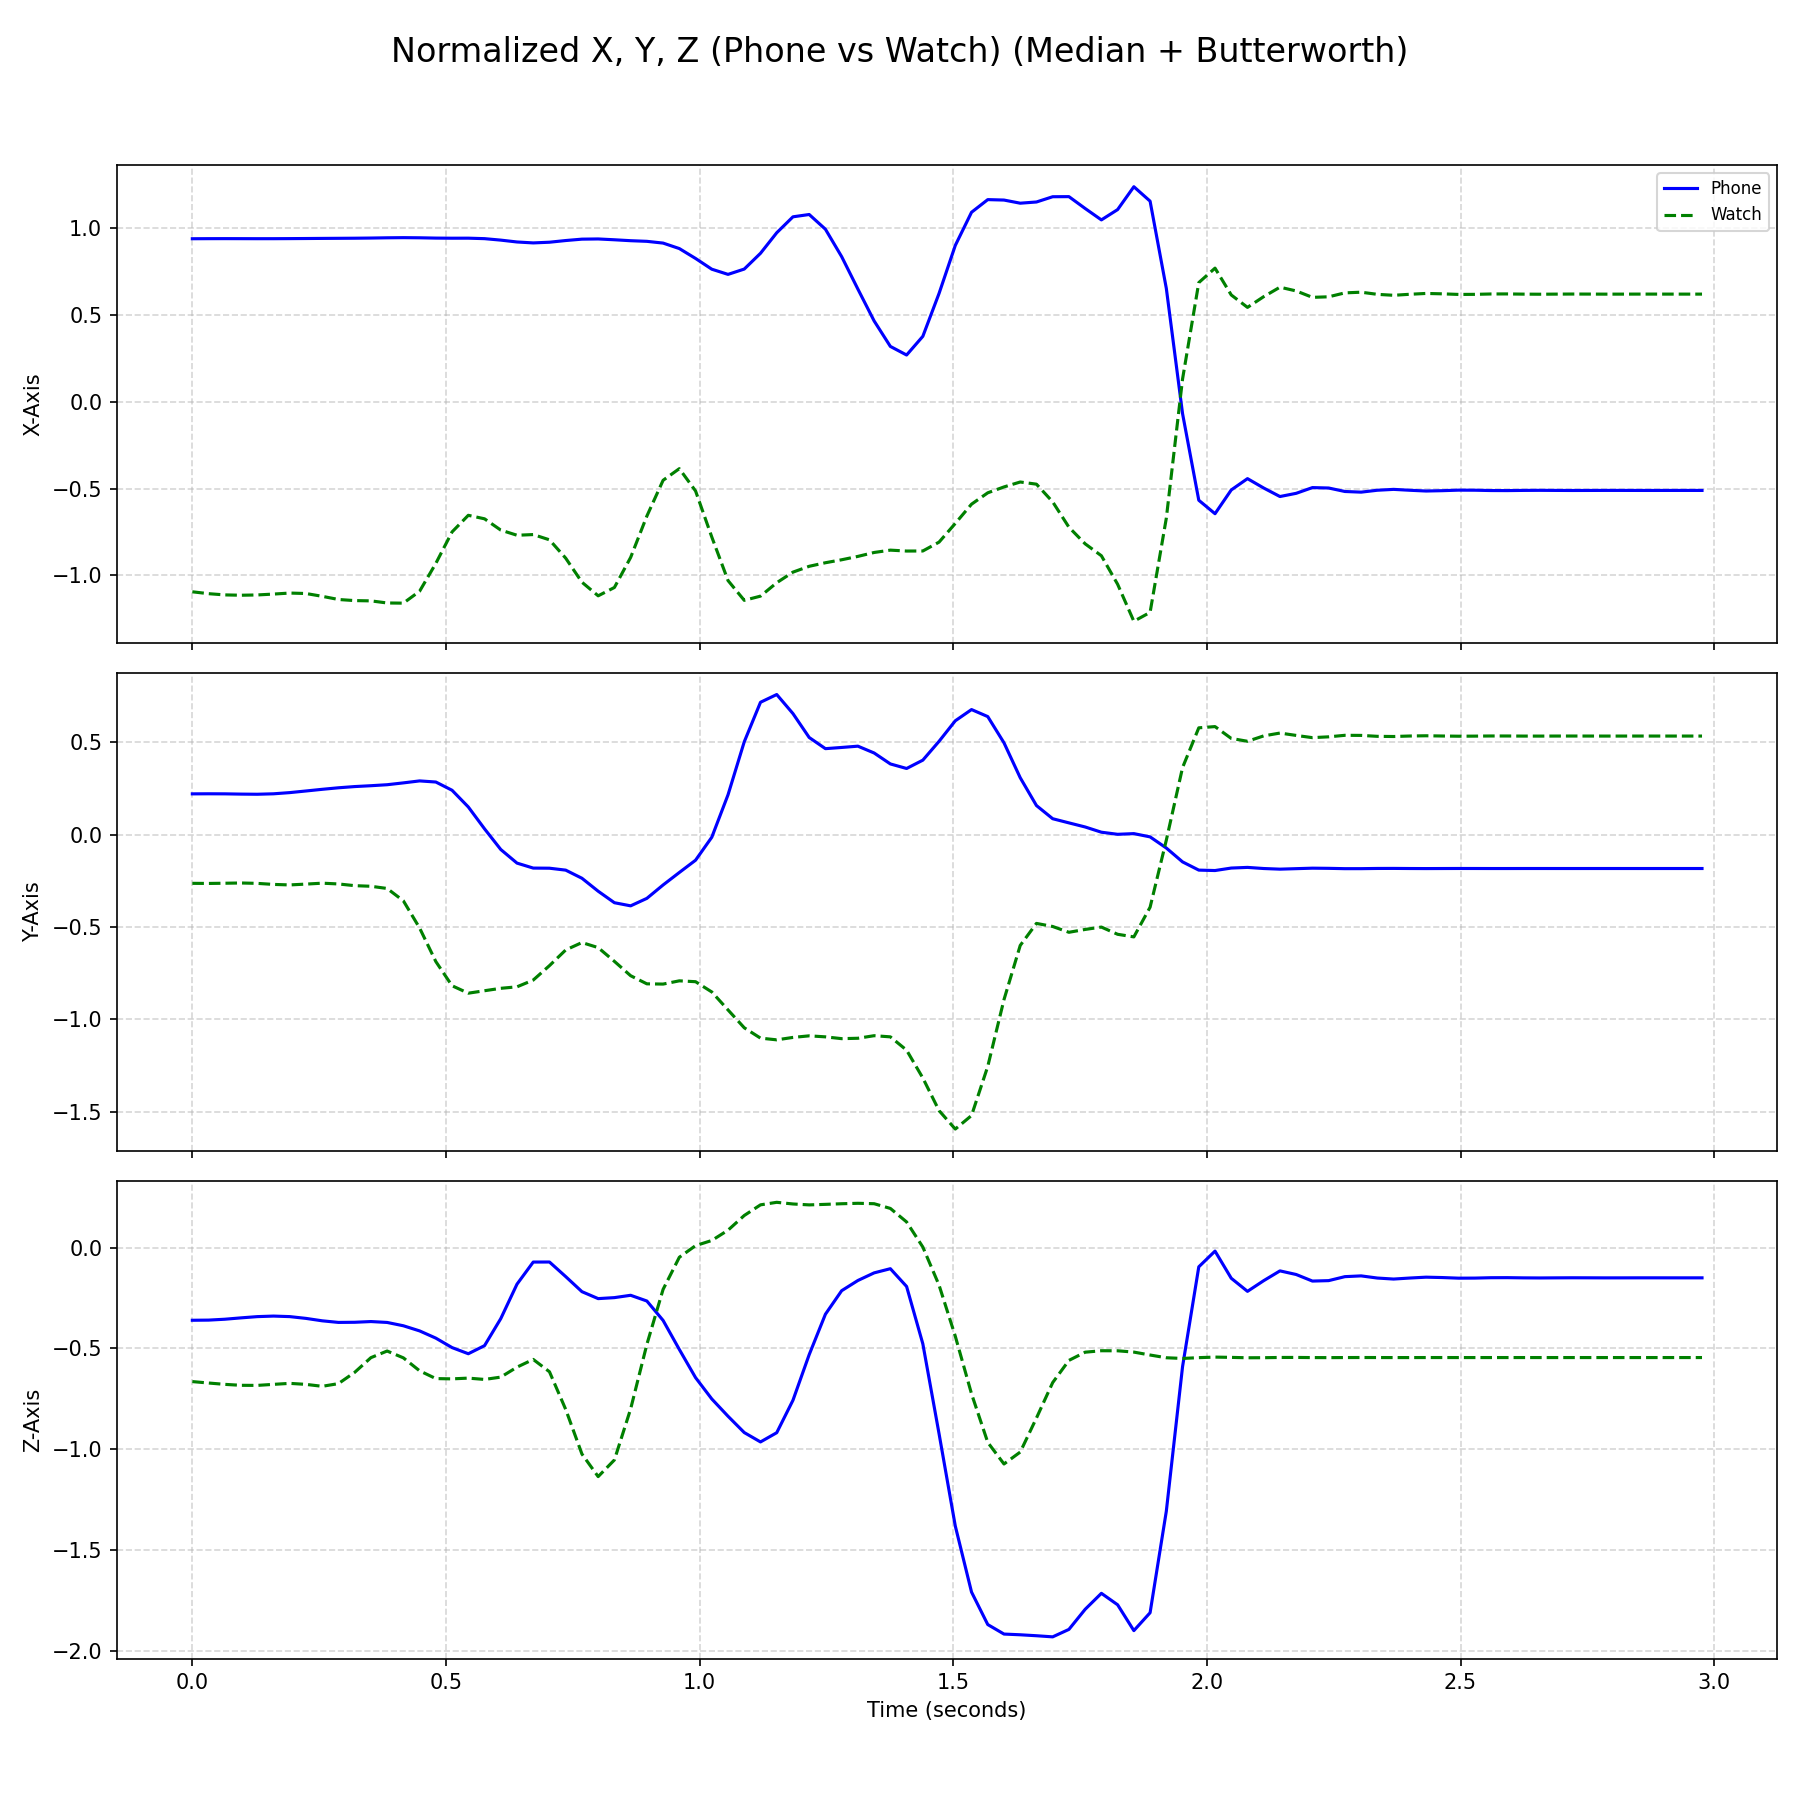 Normalized X, Y, Z (Phone vs Watch) (Median + Butterworth)
Phone
Watch
1.0
0.5
0.0
−0.5
−1.0
X-Axis
0.5
0.0
−0.5
−1.0
−1.5
Y-Axis
0.0
−0.5
−1.0
−1.5
−2.0
Z-Axis
0.0 0.5 1.0 1.5 2.0 2.5 3.0
Time (seconds)